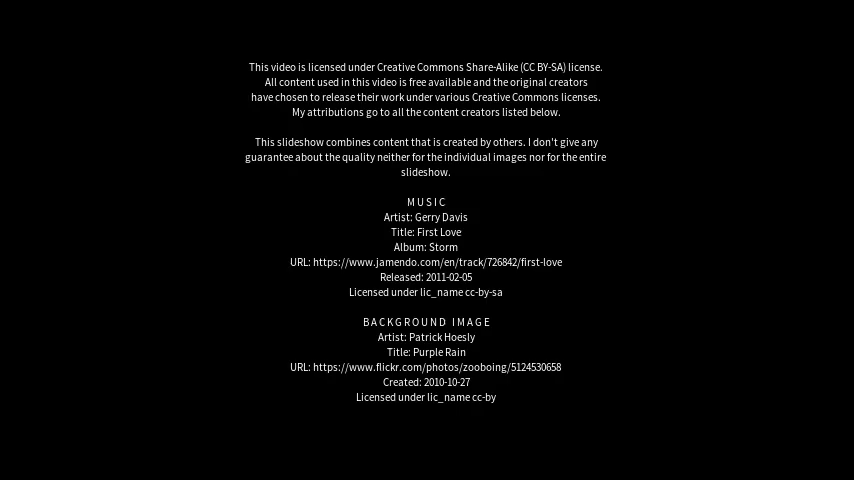 This video is licensed under Creative Commons Share-Alike (CC BY-SA) license.
All content used in this video is free available and the original creators
have chosen to release their work under various Creative Commons licenses.
My attributions go to all the content creators listed below.
This slideshow combines content that is created by others. I don't give any
guarantee about the quality neither for the individual images nor for the entire
slideshow.
MUSIC
Artist: Gerry Davis
Title: First Love
Album: Storm
URL: https://www.jamendo.com/en/track/726842/first-love
Released: 2011-02-05
Licensed under lic_name cc-by-sa
BACKGROUND IMAGE
Artist: Patrick Hoesly
Title: Purple Rain
URL: https://www.flickr.com/photos/zooboing/5124530658
Created: 2010-10-27
Licensed under lic_name cc-by